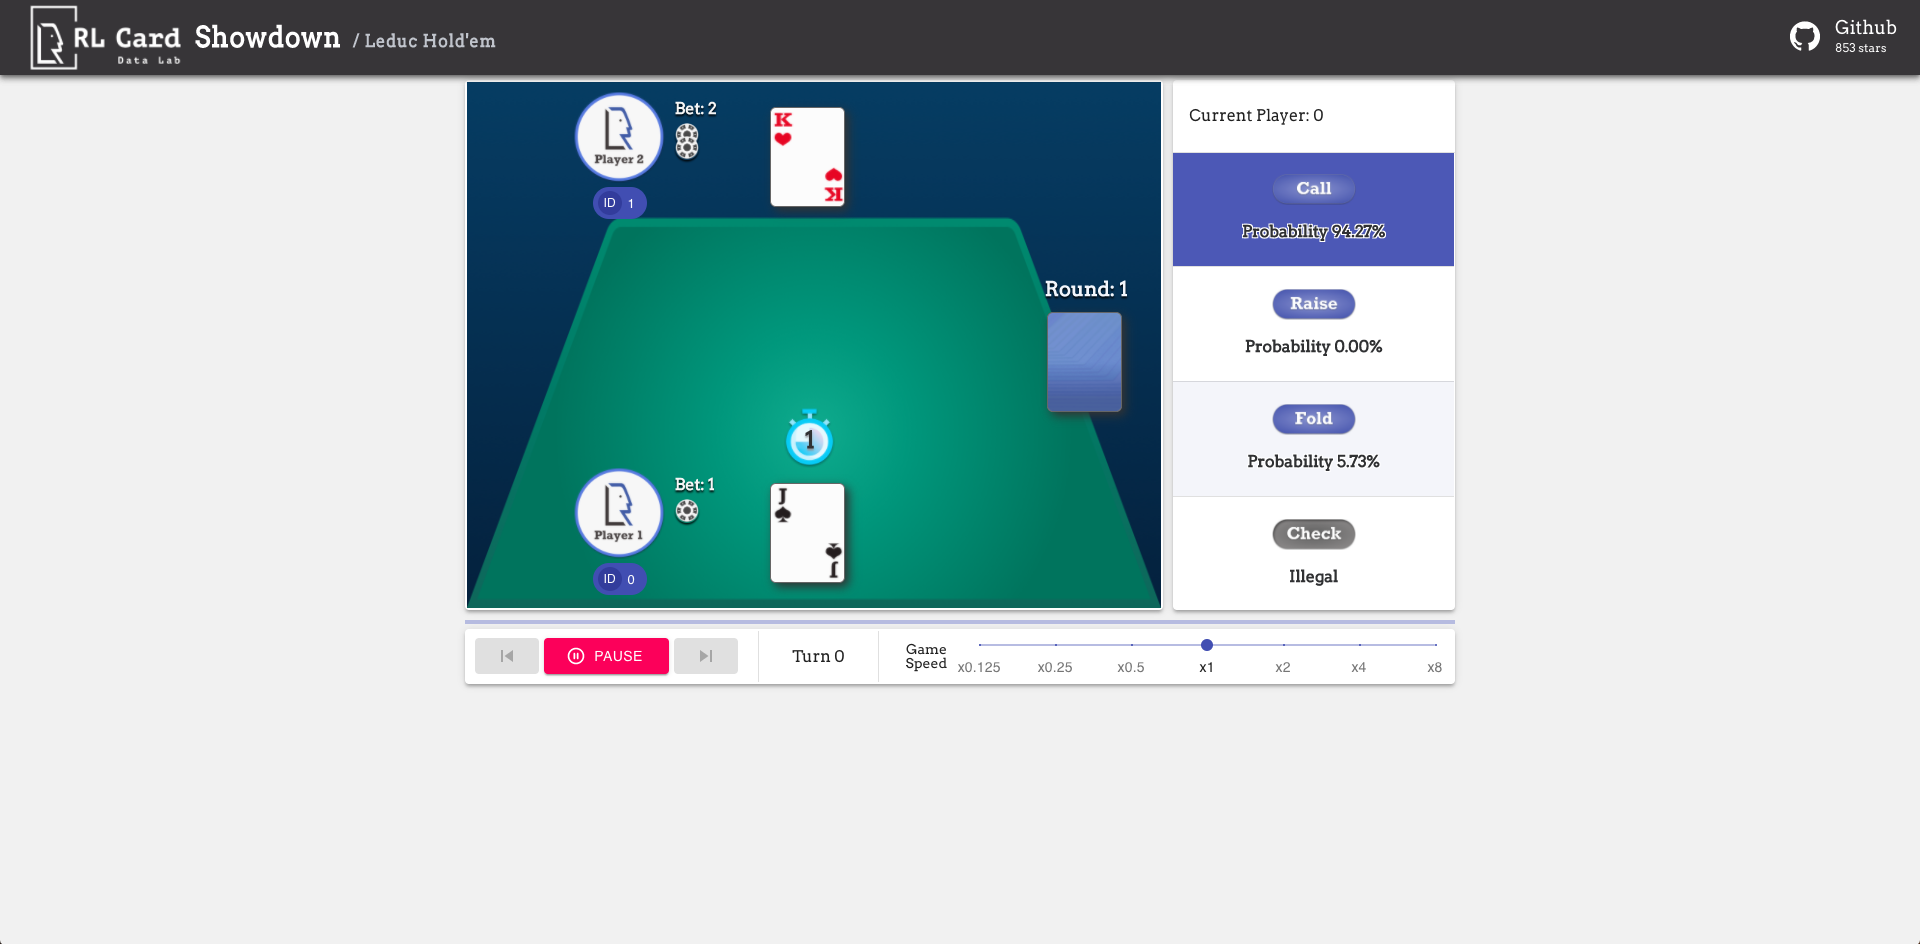 RL Card
Data Lab
Showdown / Leduc Hold'em
Github
853 stars
Player 2
Bet: 2
ID 1
K
K
Round: 1
1
Player 1
Bet: 1
ID 0
J
J
Current Player: 0
Call
Probability 94.27%
Raise
Probability 0.00%
Fold
Probability 5.73%
Check
Illegal
PAUSE
Turn 0
Game
Speed
x0.125 x0.25 x0.5 x1 x2 x4 x8